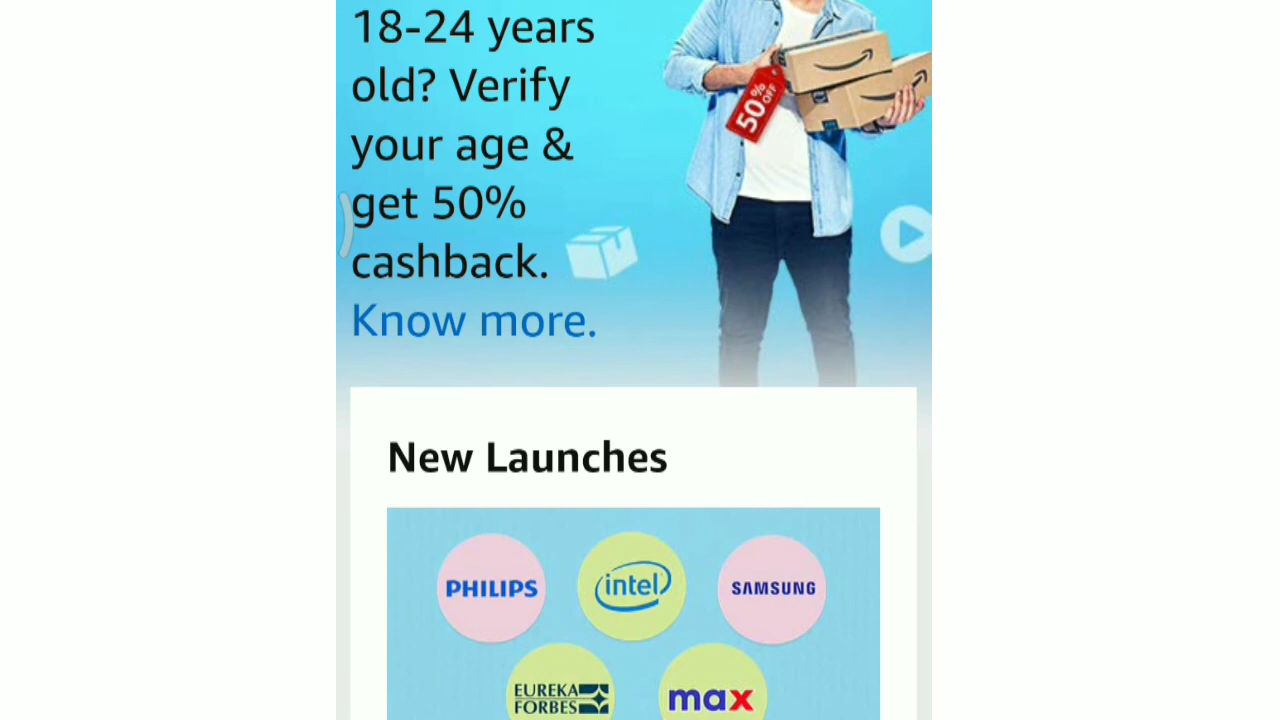 18-24 years
old? Verify
your age &
get 50%
cashback.
Know more.
50% OFF
New Launches
PHILIPS
intel
SAMSUNG
EUREKA
FORBES
max